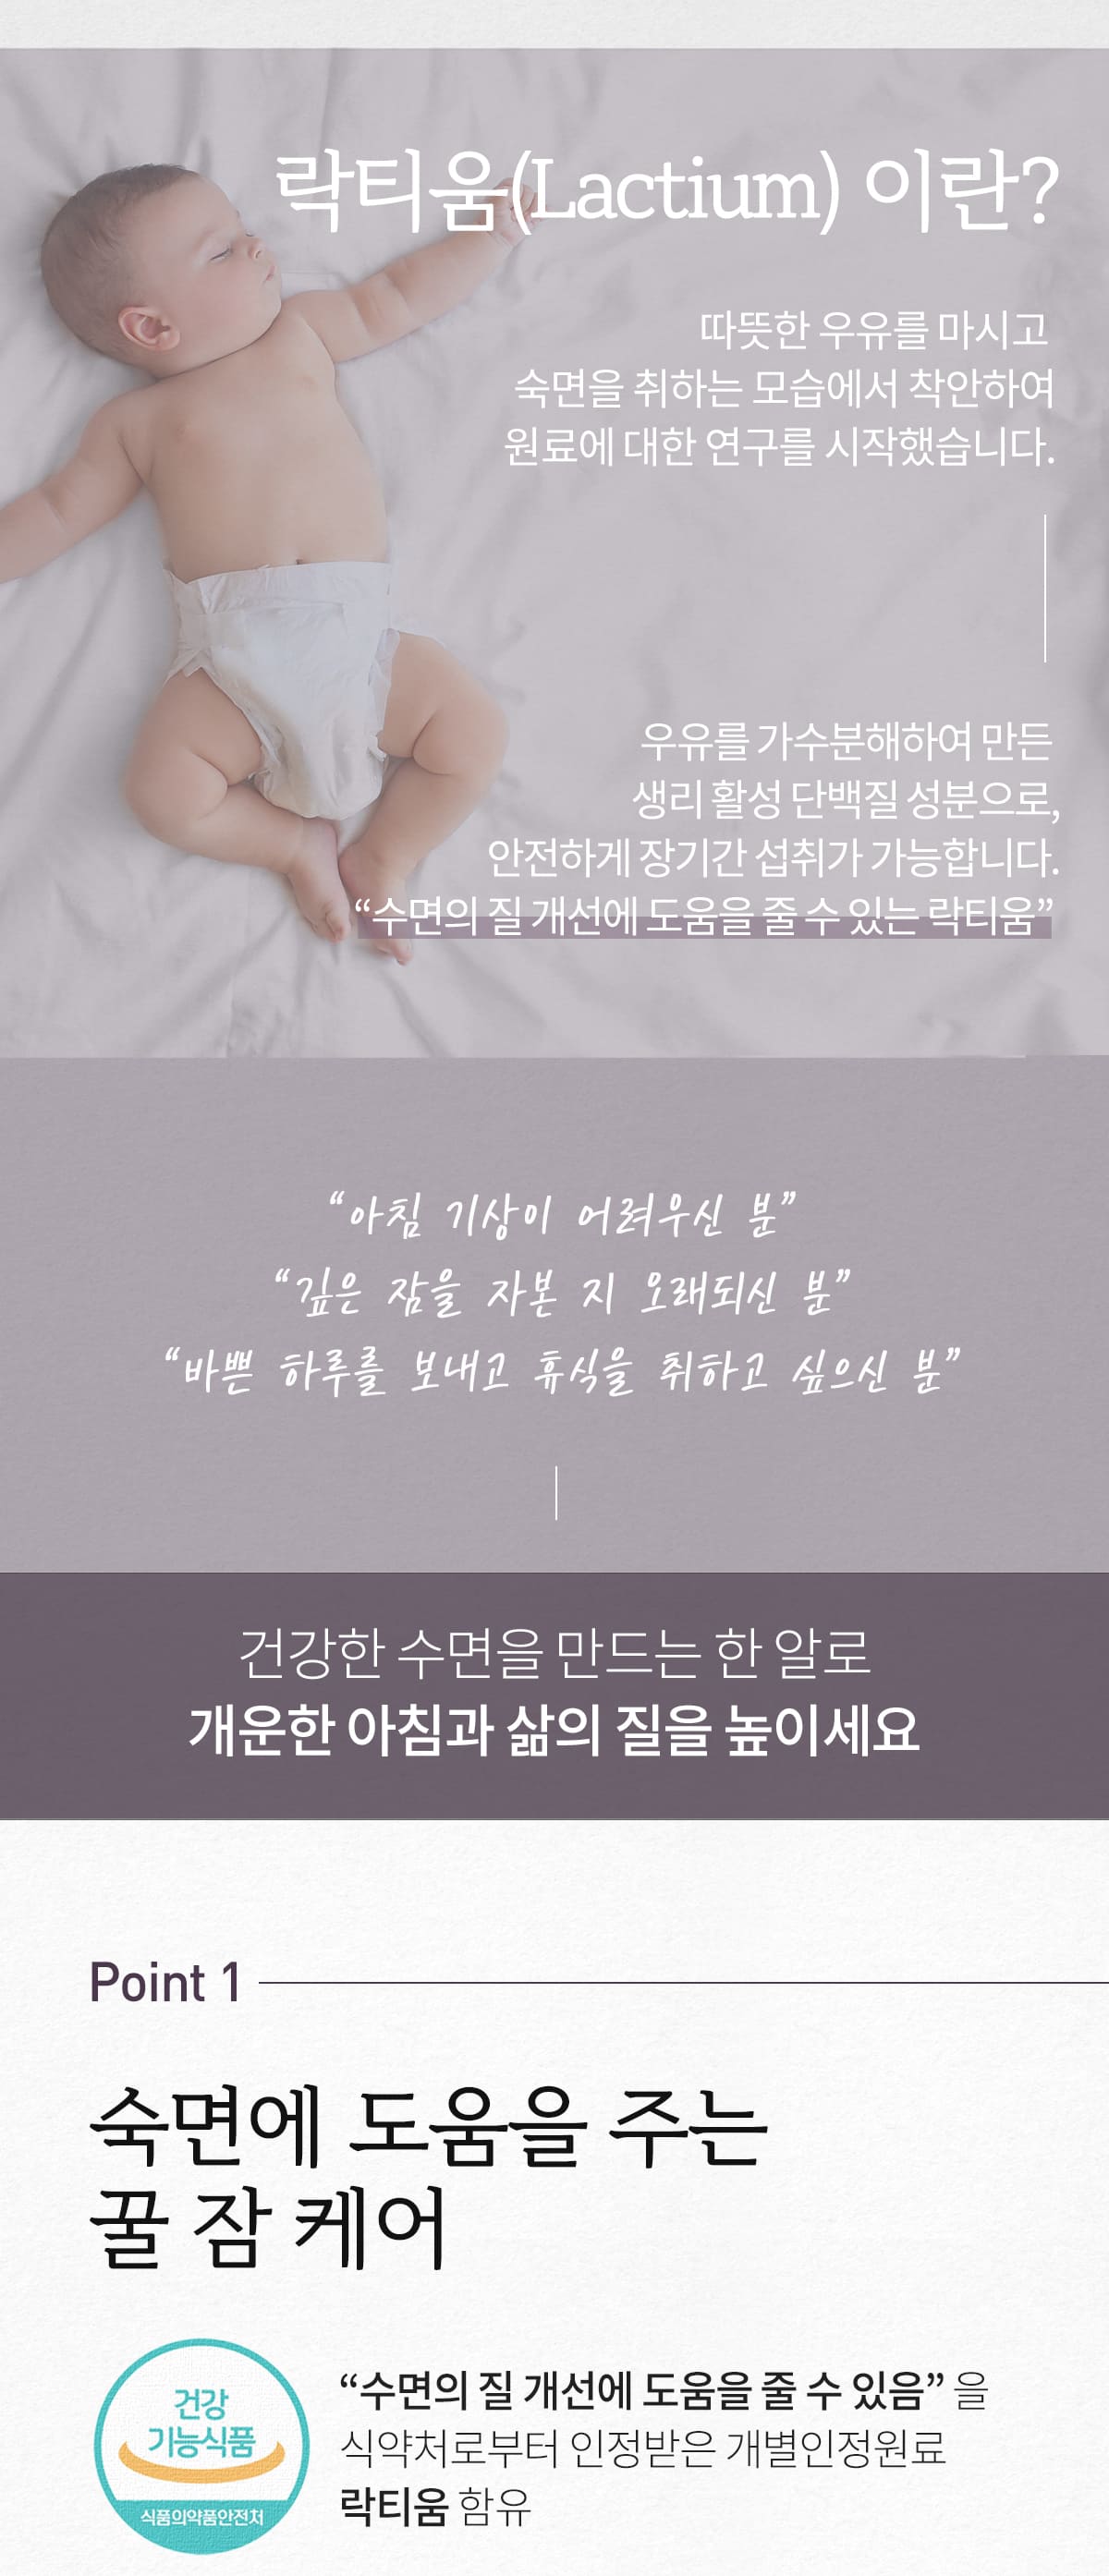 락티움(Lactium) 이란?
따뜻한 우유를 마시고
숙면을 취하는 모습에서 착안하여
원료에 대한 연구를 시작했습니다.
우유를 가수분해하여 만든
생리 활성 단백질 성분으로,
안전하게 장기간 섭취가 가능합니다.
“수면의 질 개선에 도움을 줄 수 있는 락티움”
“아침 기상이 어려우신 분”
“깊은 잠을 자본 지 오래되신 분”
“바쁜 하루를 보내고 휴식을 취하고 싶으신 분”
건강한 수면을 만드는 한 알로
개운한 아침과 삶의 질을 높이세요
Point 1
숙면에 도움을 주는
꿀 잠 케어
건강
기능식품
식품의약품안전처
“수면의 질 개선에 도움을 줄 수 있음” 을
식약처로부터 인정받은 개별인정원료
락티움 함유